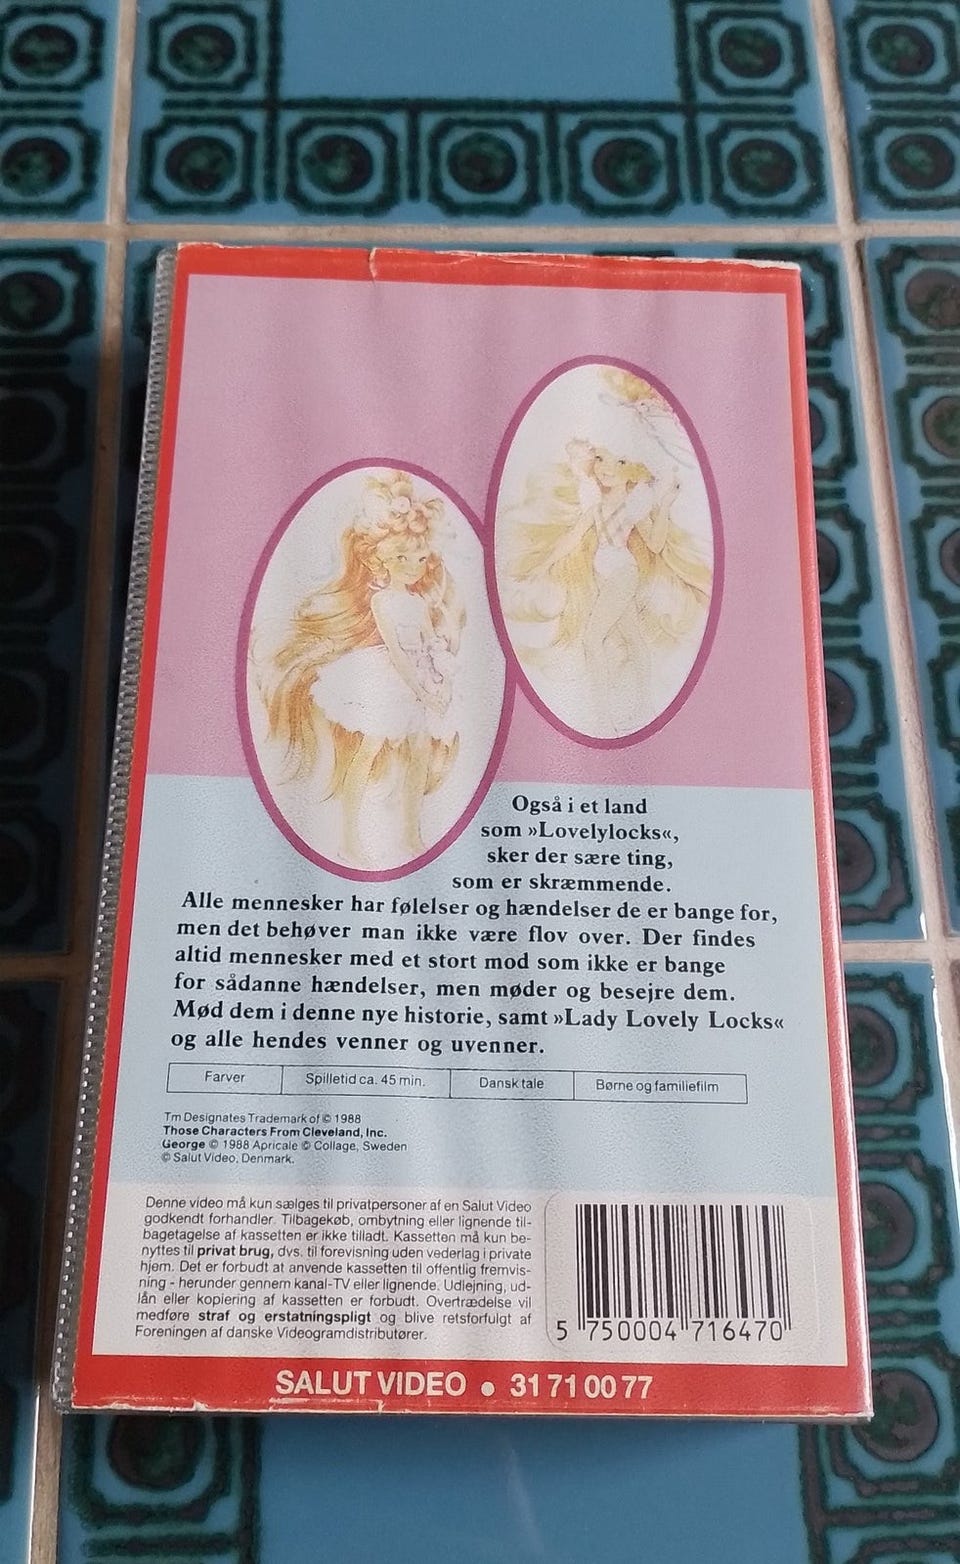 Også i et land
som »Lovelylocks«,
sker der sære ting,
som er skræmmende.
Alle mennesker har følelser og hændelser de er bange for,
men det behøver man ikke være flov over. Der findes
altid mennesker med et stort mod som ikke er bange
for sådanne hændelser, men møder og besejre dem.
Mød dem i denne nye historie, samt »Lady Lovely Locks«
og alle hendes venner og uvenner.
Farver Spilletid ca. 45 min. Dansk tale Børne og familiefilm
Tm Designates Trademark of © 1988
Those Characters From Cleveland, Inc.
George © 1988 Apricale © Collage, Sweden
© Salut Video, Denmark.
Denne video må kun sælges til privatpersoner af en Salut Video
godkendt forhandler. Tilbagekøb, ombytning eller lignende til-
bagetagelse af kassetten er ikke tilladt. Kassetten må kun be-
nyttes til privat brug, dvs. til forevisning uden vederlag i private
hjem. Det er forbudt at anvende kassetten til offentlig fremvis-
ning - herunder gennem kanal-TV eller lignende. Udlejning, ud-
lån eller kopiering af kassetten er forbudt. Overtrædelse vil
medføre straf og erstatningspligt og blive retsforfulgt af
Foreningen af danske Videogramdistributører.
5 750004 716470
SALUT VIDEO • 31 71 00 77